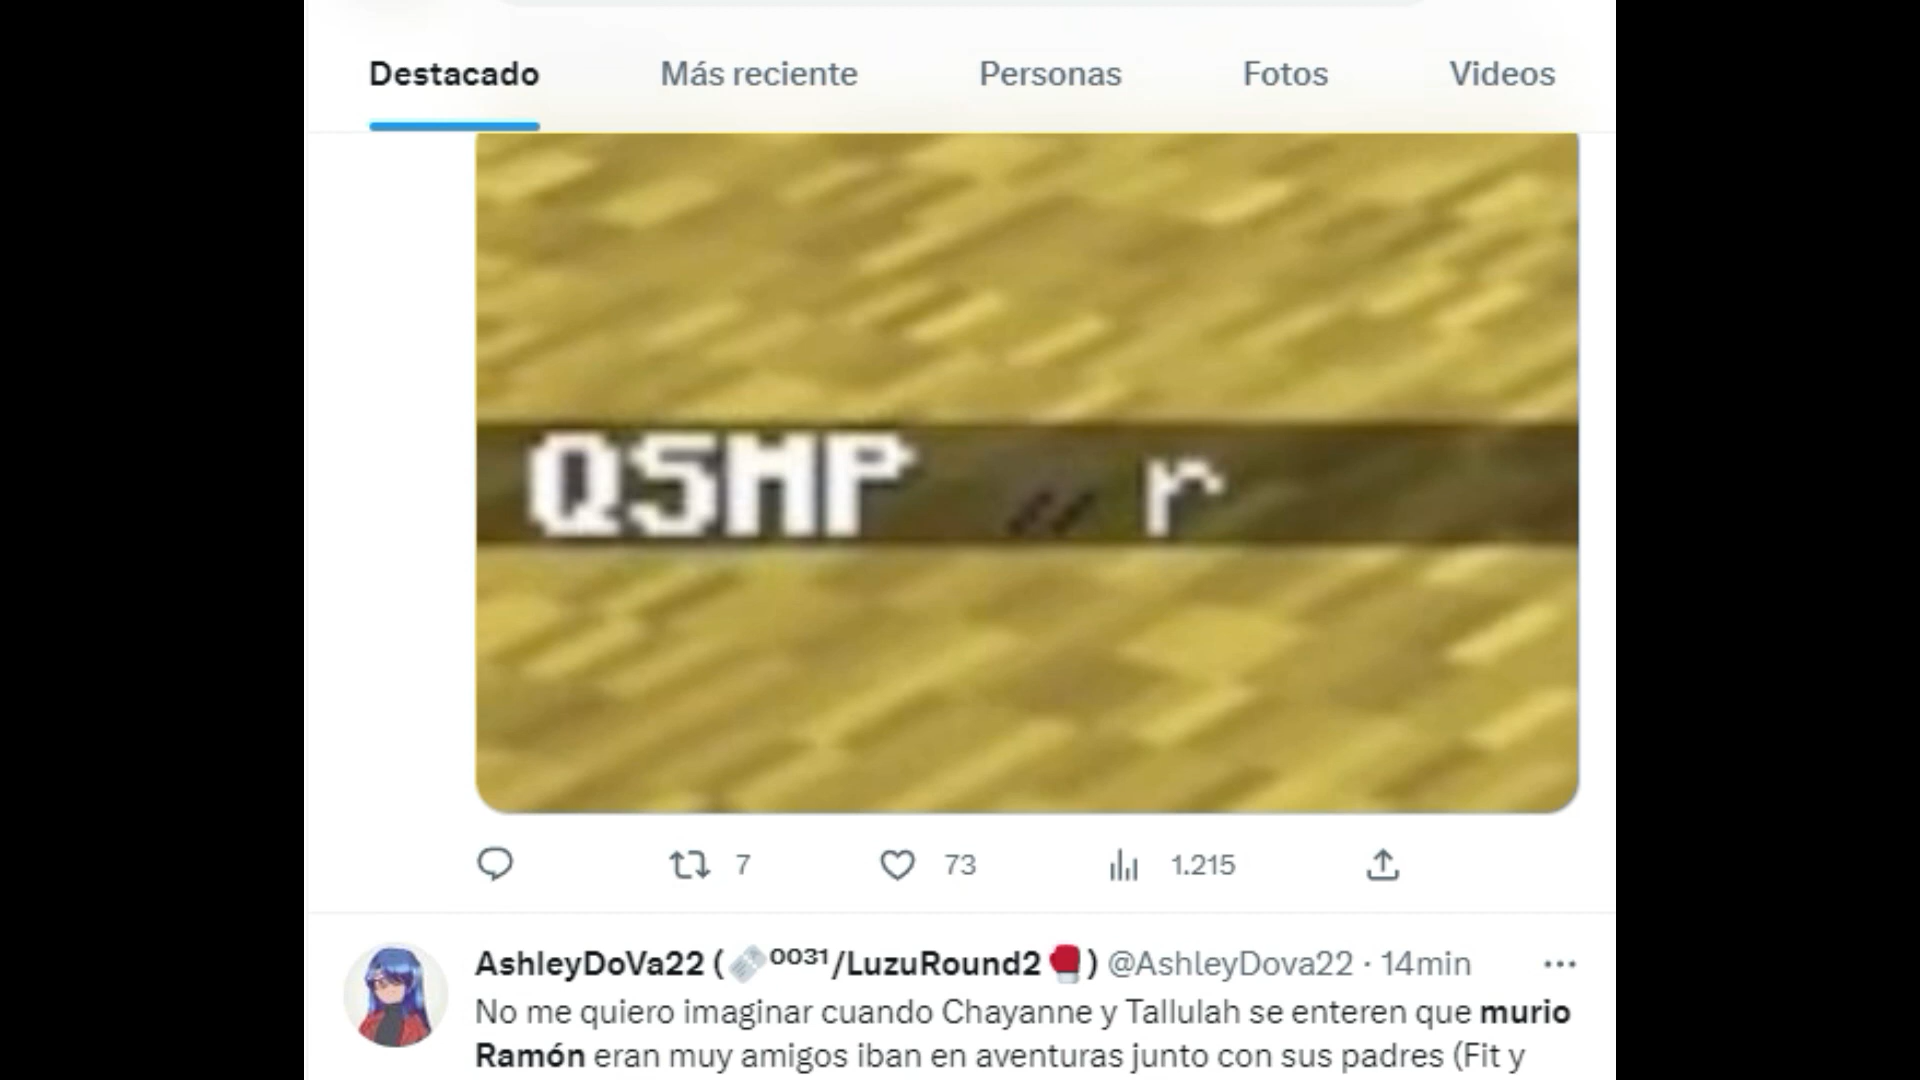 Destacado Más reciente Personas Fotos Videos
QSMP r
7 73 1.215
AshleyDoVa22 (🗞️⁰⁰³¹/LuzuRound2🥊) @AshleyDova22 · 14min
No me quiero imaginar cuando Chayanne y Tallulah se enteren que murio
Ramón eran muy amigos iban en aventuras junto con sus padres (Fit y